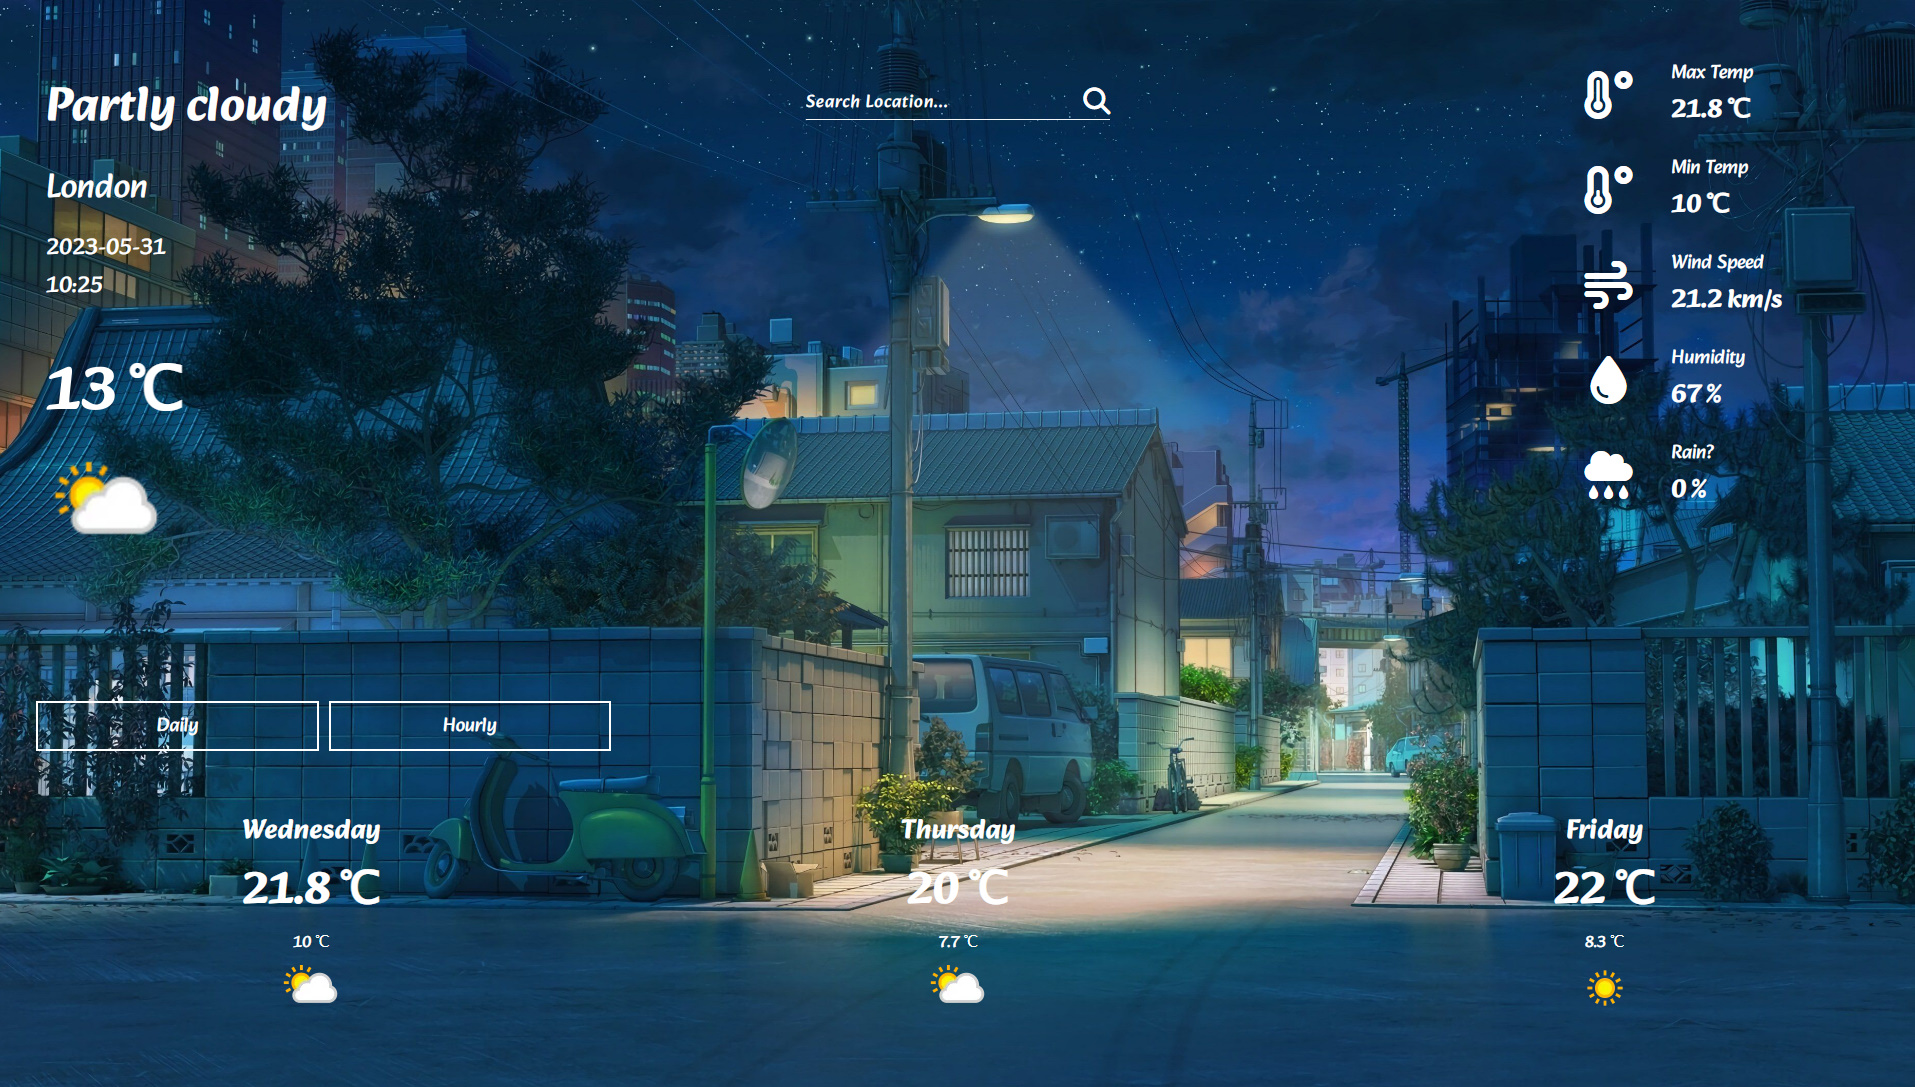 Partly cloudy
London
2023-05-31
10:25
13 ℃
Search Location...
Max Temp
21.8 ℃
Min Temp
10 ℃
Wind Speed
21.2 km/s
Humidity
67 %
Rain?
0 %
Daily
Hourly
Wednesday
21.8 ℃
10 ℃
Thursday
20 ℃
7.7 ℃
Friday
22 ℃
8.3 ℃